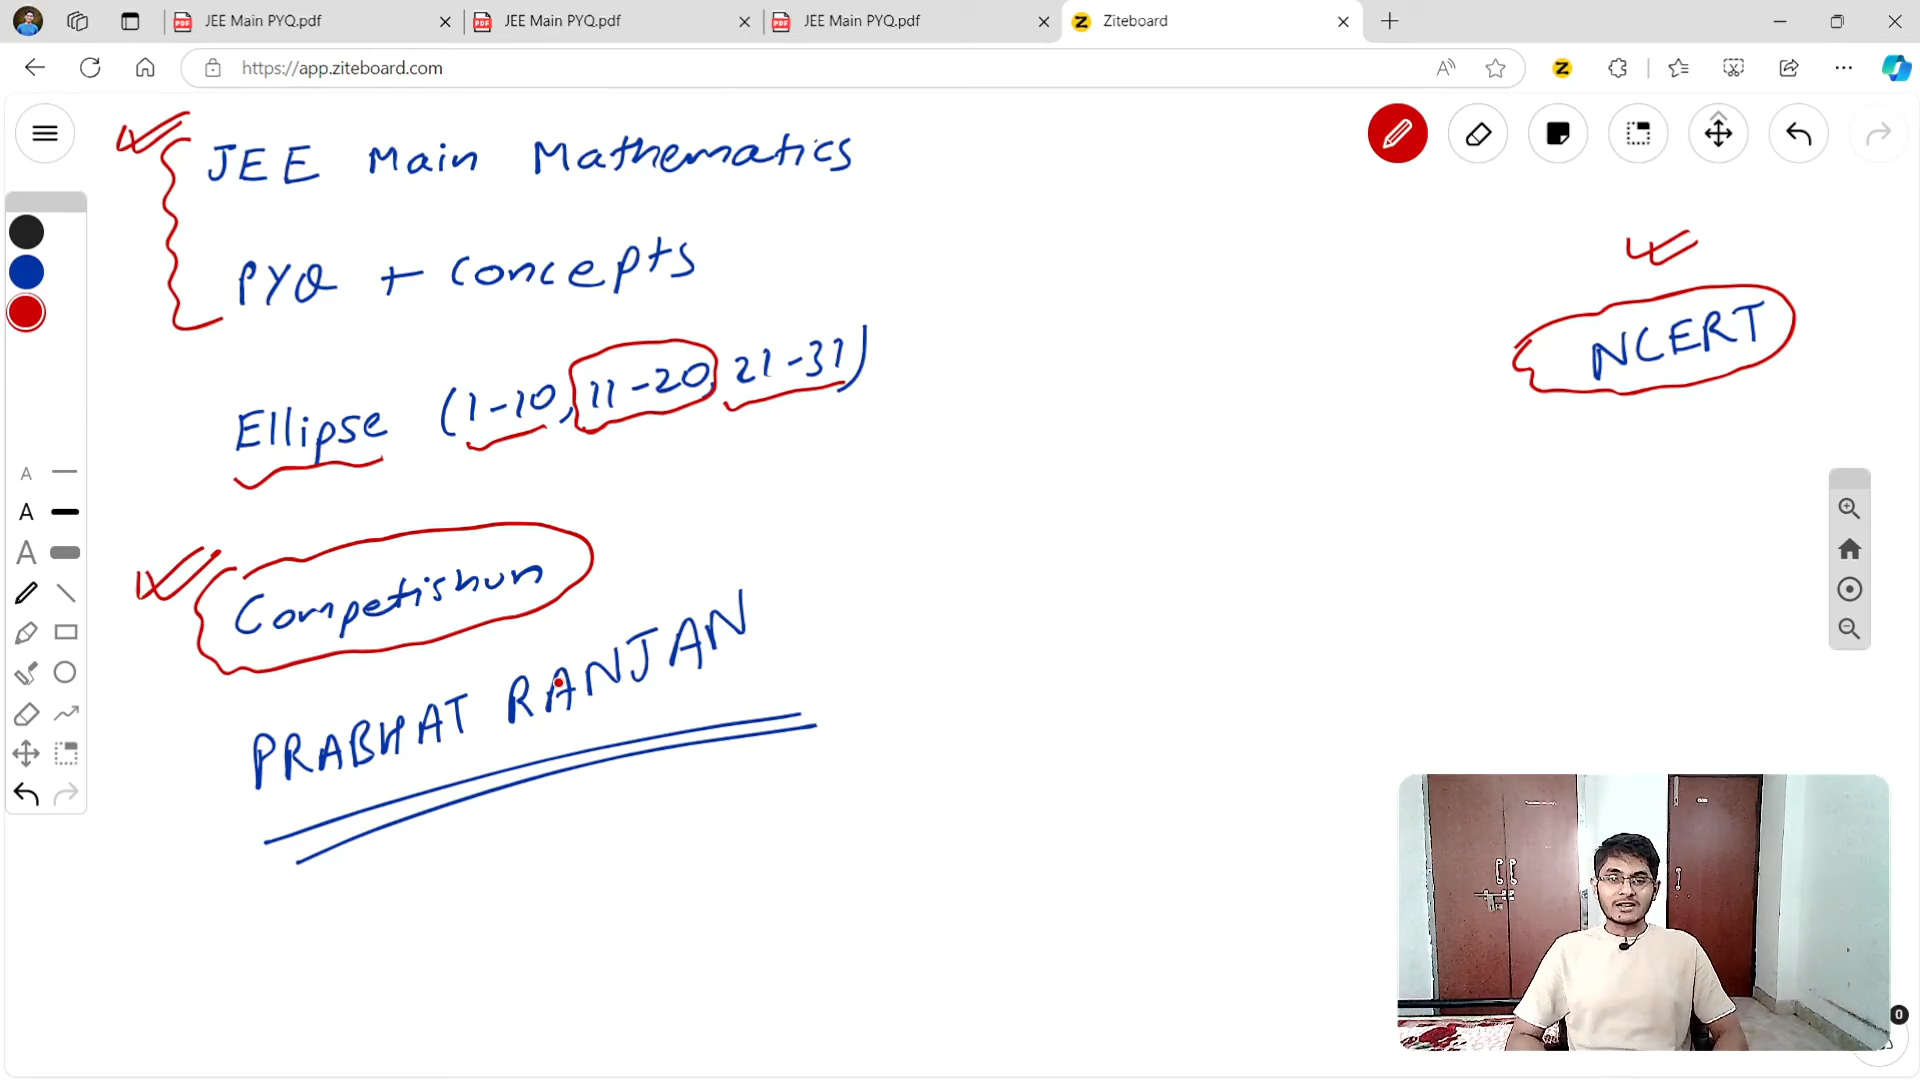 JEE Main PYQ.pdf
JEE Main PYQ.pdf
JEE Main PYQ.pdf
Ziteboard
https://app.ziteboard.com
JEE Main Mathematics
PYQ + Concepts
NCERT
Ellipse (1-10, 11-20, 21-31)
Competishun
PRABHAT RANJAN
A
A
A
0